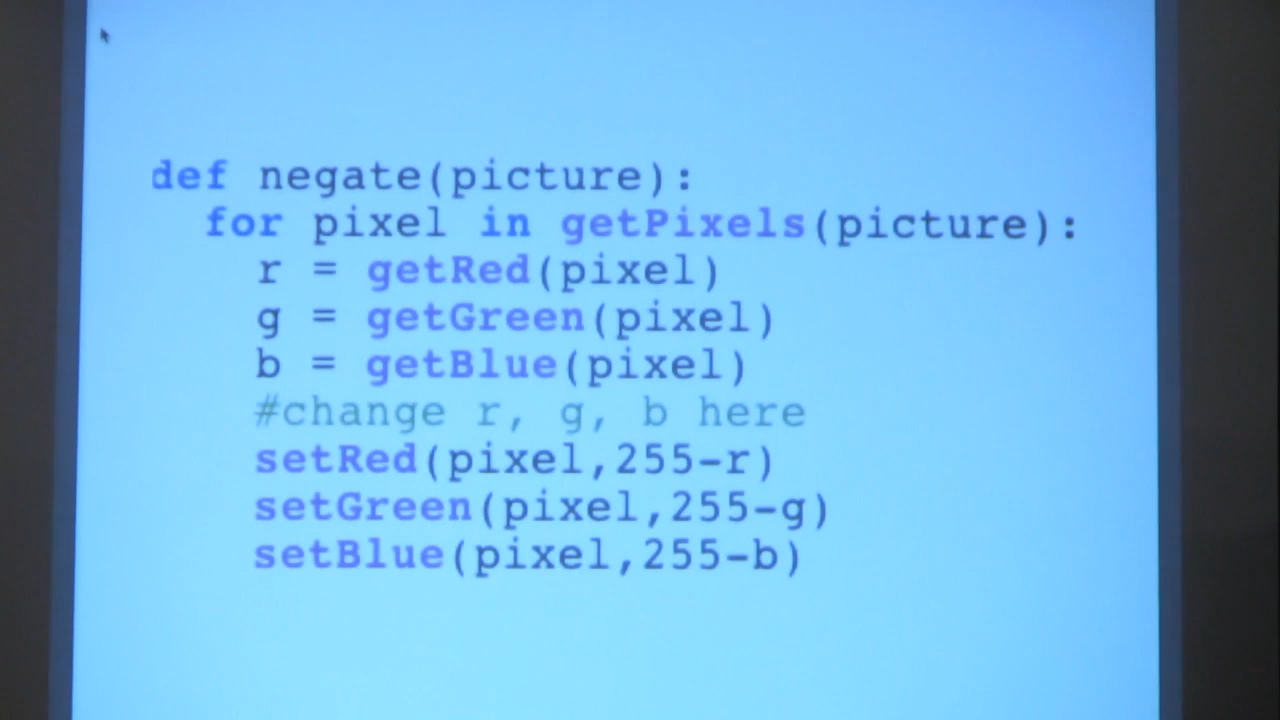 def negate(picture):
  for pixel in getPixels(picture):
    r = getRed(pixel)
    g = getGreen(pixel)
    b = getBlue(pixel)
    #change r, g, b here
    setRed(pixel,255-r)
    setGreen(pixel,255-g)
    setBlue(pixel,255-b)